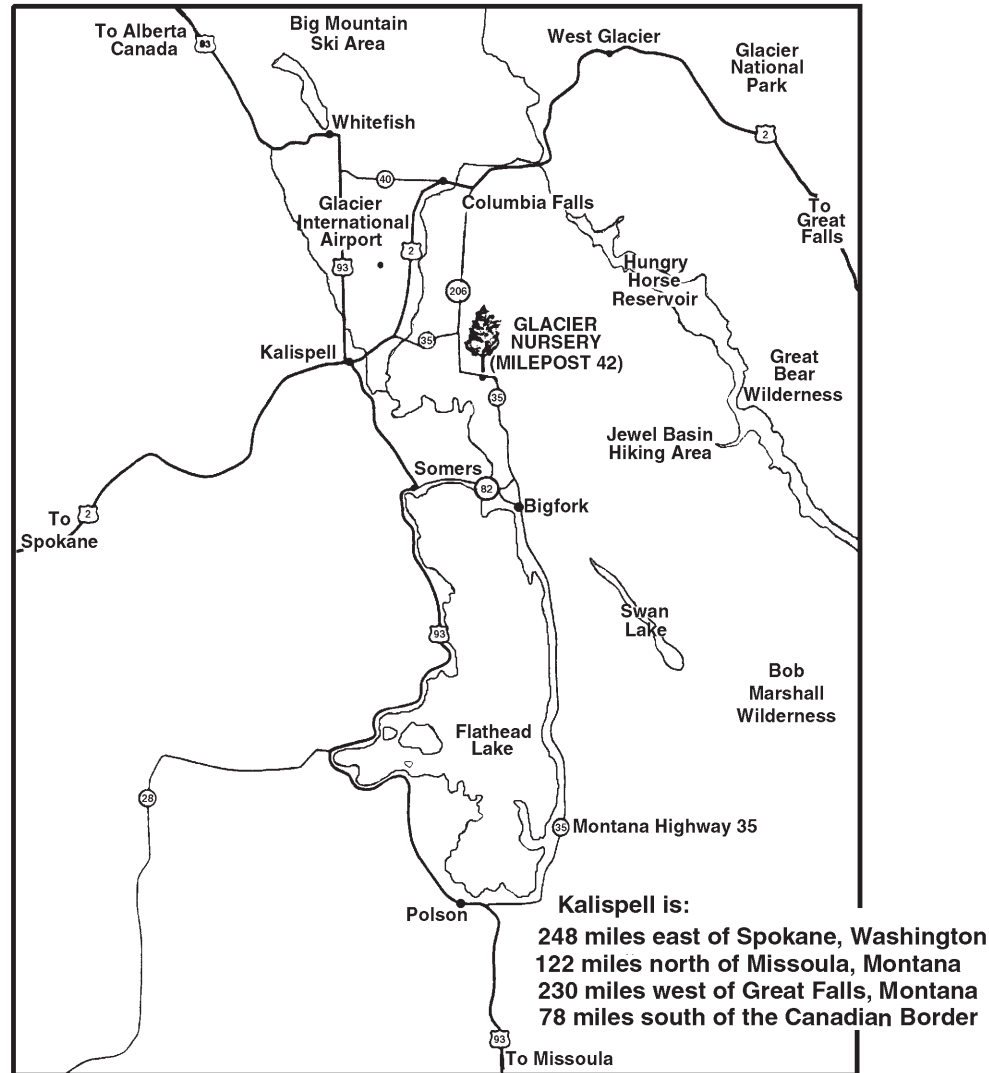 To Alberta
Canada
93
Big Mountain
Ski Area
West Glacier
Glacier
National
Park
2
Whitefish
40
Columbia Falls
To
Great
Falls
Glacier
International
Airport
2
93
206
Hungry
Horse
Reservoir
GLACIER
NURSERY
(MILEPOST 42)
35
Kalispell
35
Great
Bear
Wilderness
Jewel Basin
Hiking Area
Somers
82
Bigfork
To
2
Spokane
Swan
Lake
93
Bob
Marshall
Wilderness
Flathead
Lake
28
35
Montana Highway 35
Polson
Kalispell is:
248 miles east of Spokane, Washington
122 miles north of Missoula, Montana
230 miles west of Great Falls, Montana
78 miles south of the Canadian Border
93
To Missoula